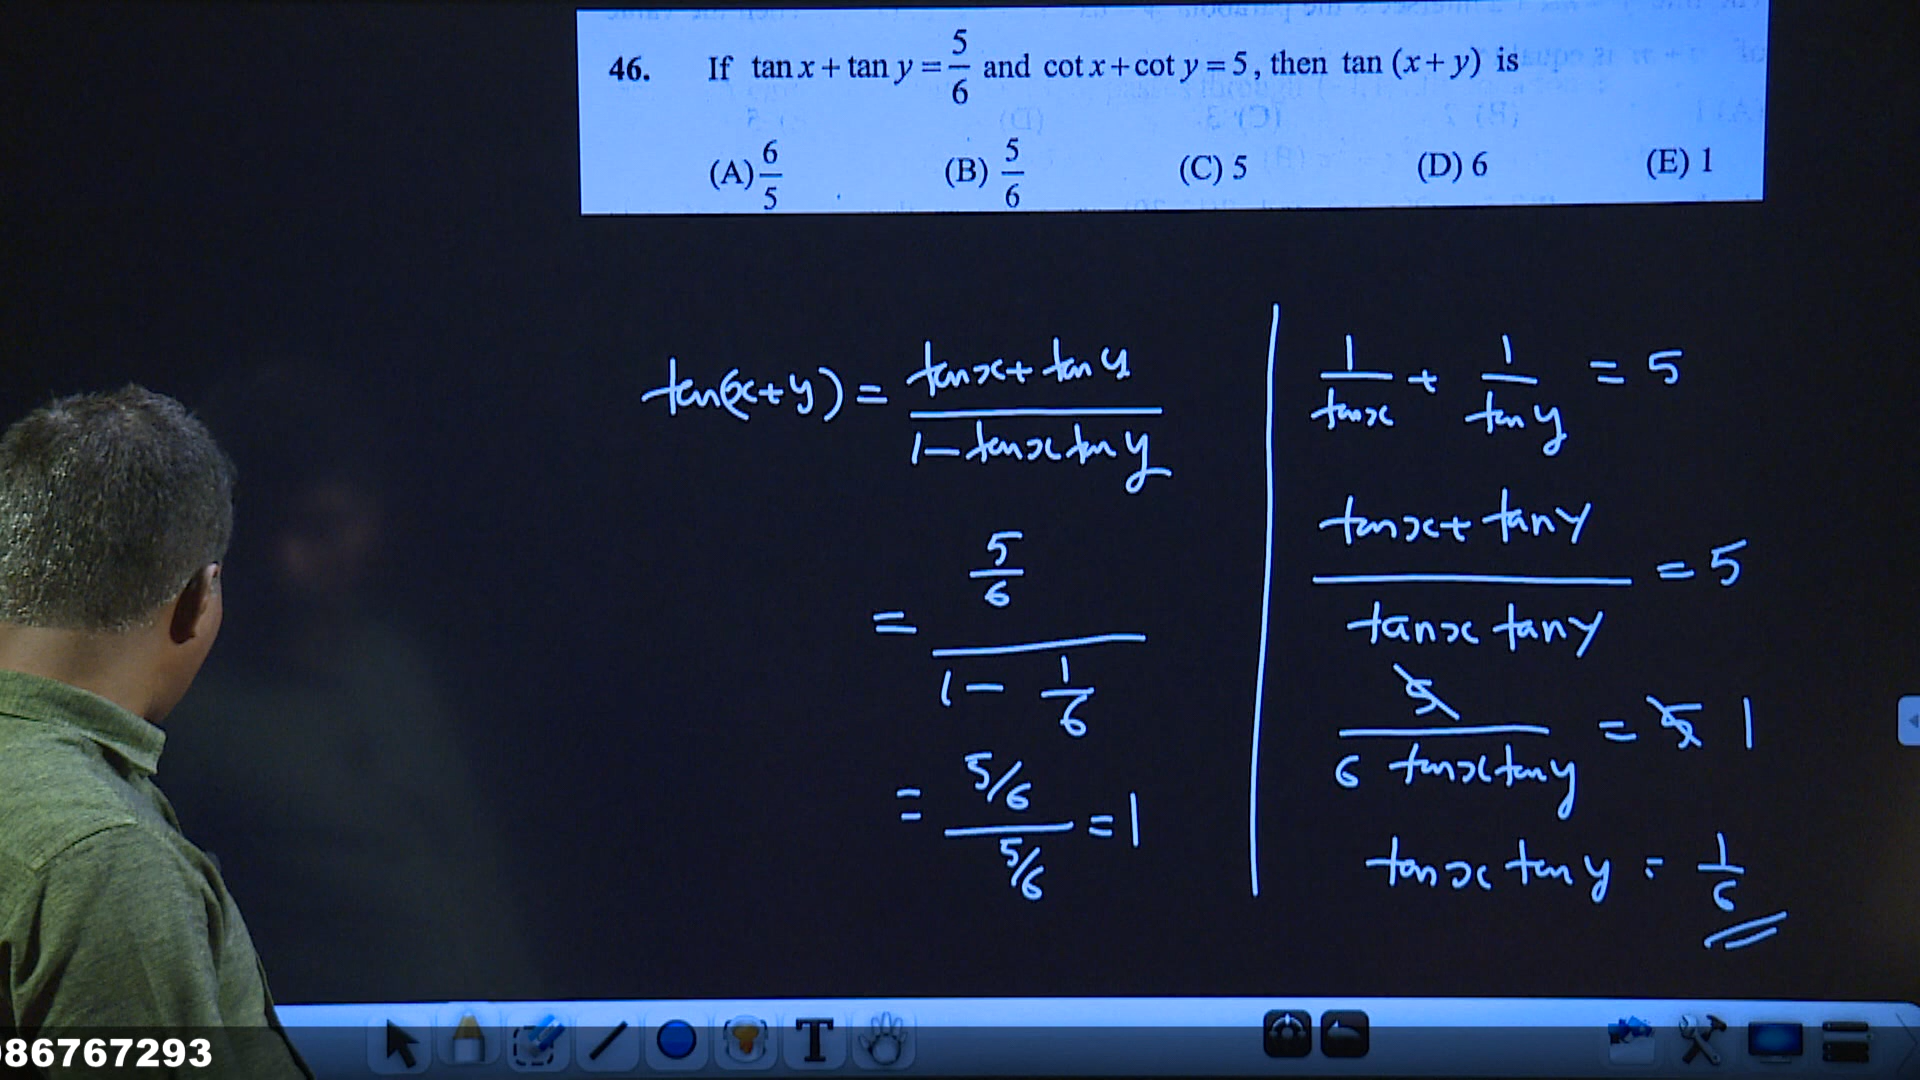 46. If tan x + tan y = 5/6 and cot x + cot y = 5, then tan (x + y) is
(A) 6/5 (B) 5/6 (C) 5 (D) 6 (E) 1
tan(x+y) = (tanx + tan y)/(1 - tanx tan y)
= (5/6)/(1 - 1/6)
= (5/6)/(5/6) = 1
1/tanx + 1/tan y = 5
(tanx + tany)/(tanx tany) = 5
5/(6 tanx tany) = 5 1
tanx tan y = 1/6
86767293
T